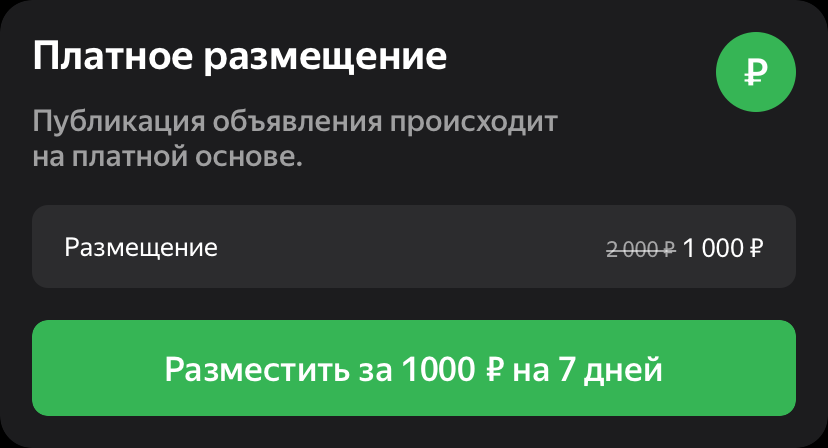 Платное размещение
₽
Публикация объявления происходит
на платной основе.
Размещение 2 000 ₽ 1 000 ₽
Разместить за 1000 ₽ на 7 дней